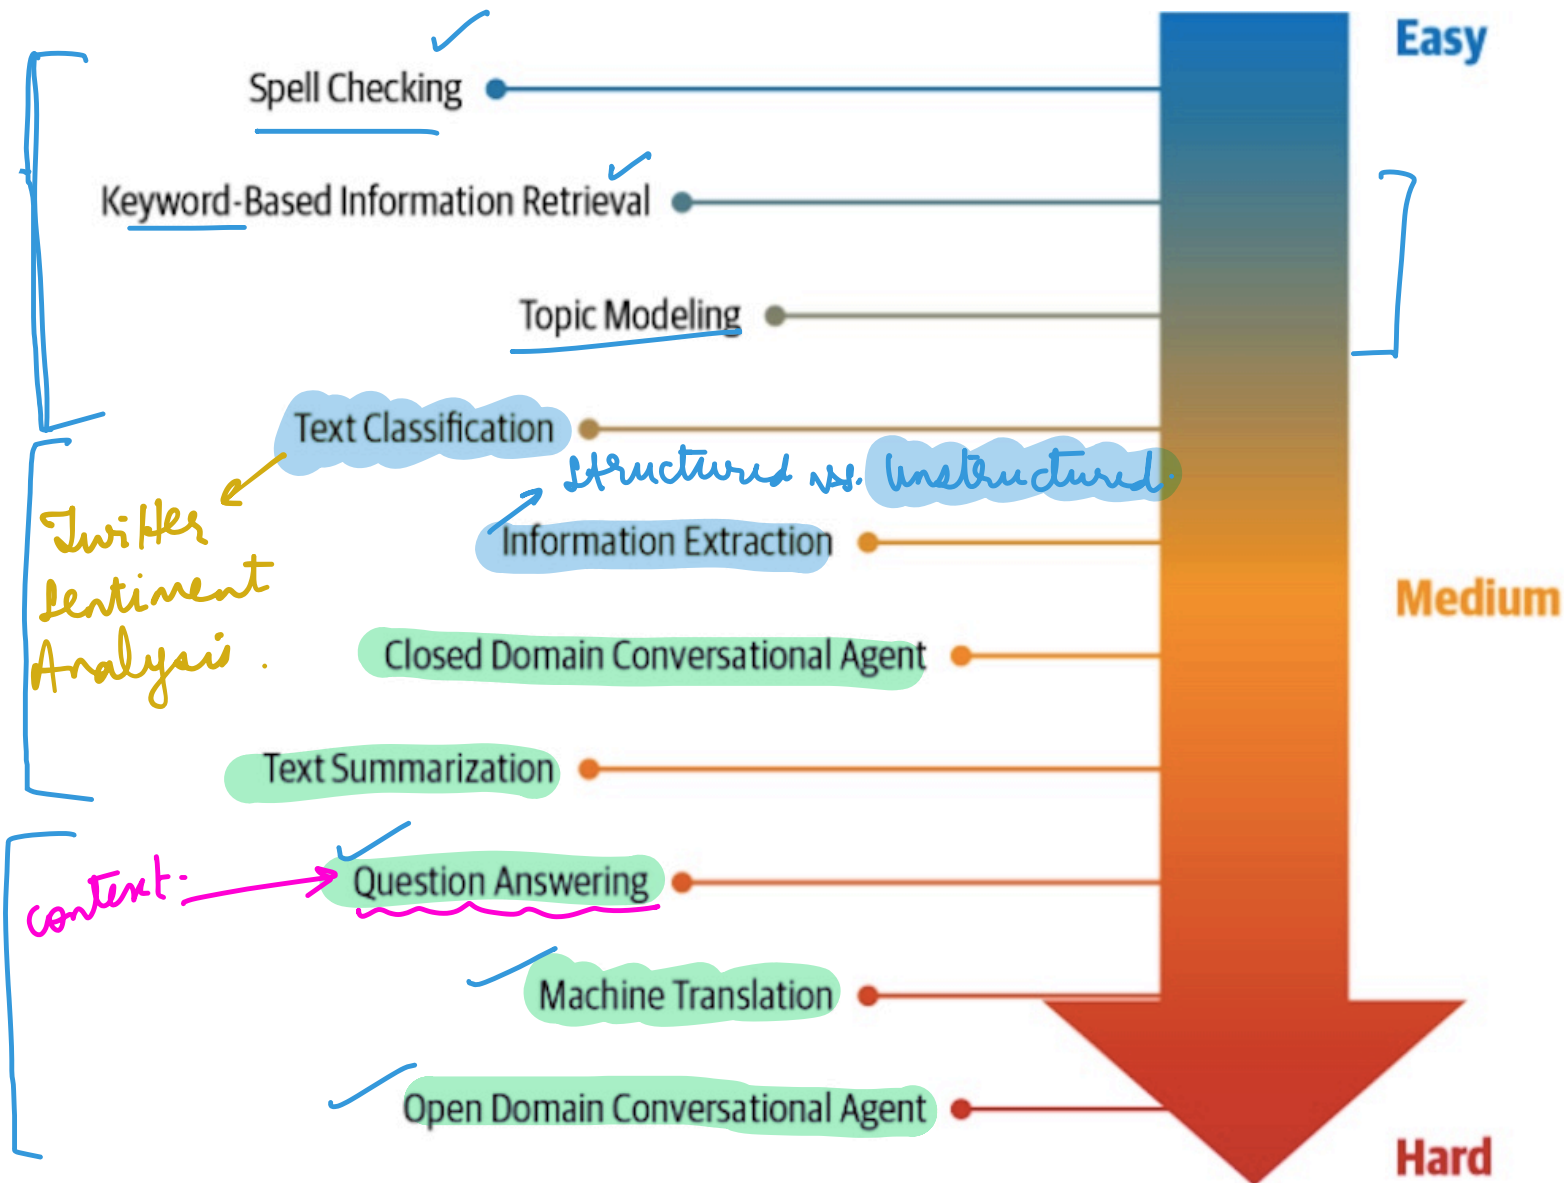 Easy
Spell Checking
Keyword-Based Information Retrieval
Topic Modeling
Text Classification
Structured vs. Unstructured.
Information Extraction
Twitter
Sentiment
Analysis.
Medium
Closed Domain Conversational Agent
Text Summarization
context.
Question Answering
Machine Translation
Open Domain Conversational Agent
Hard